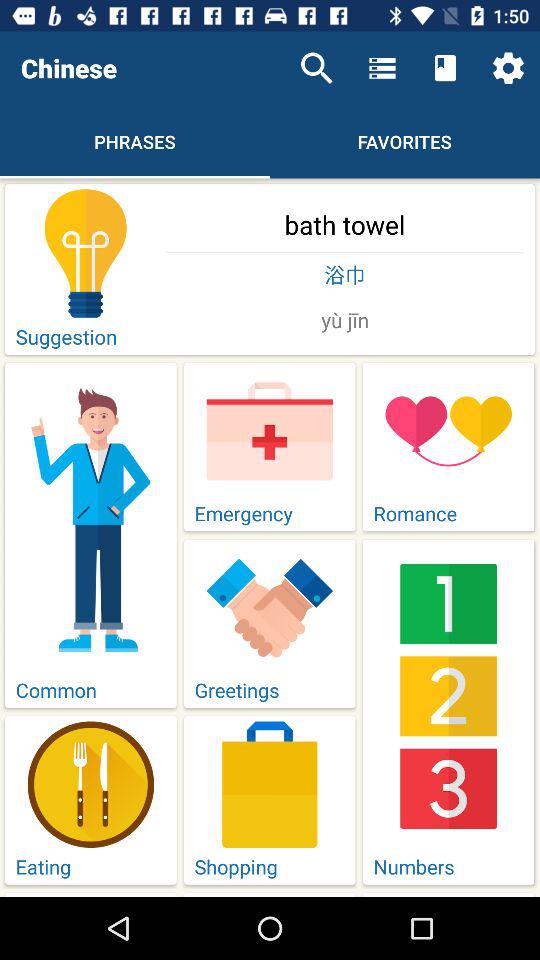 1:50
Chinese
PHRASES
FAVORITES
bath towel
浴巾
yù jīn
Suggestion
Emergency
Romance
Common
Greetings
1
2
3
Eating
Shopping
Numbers